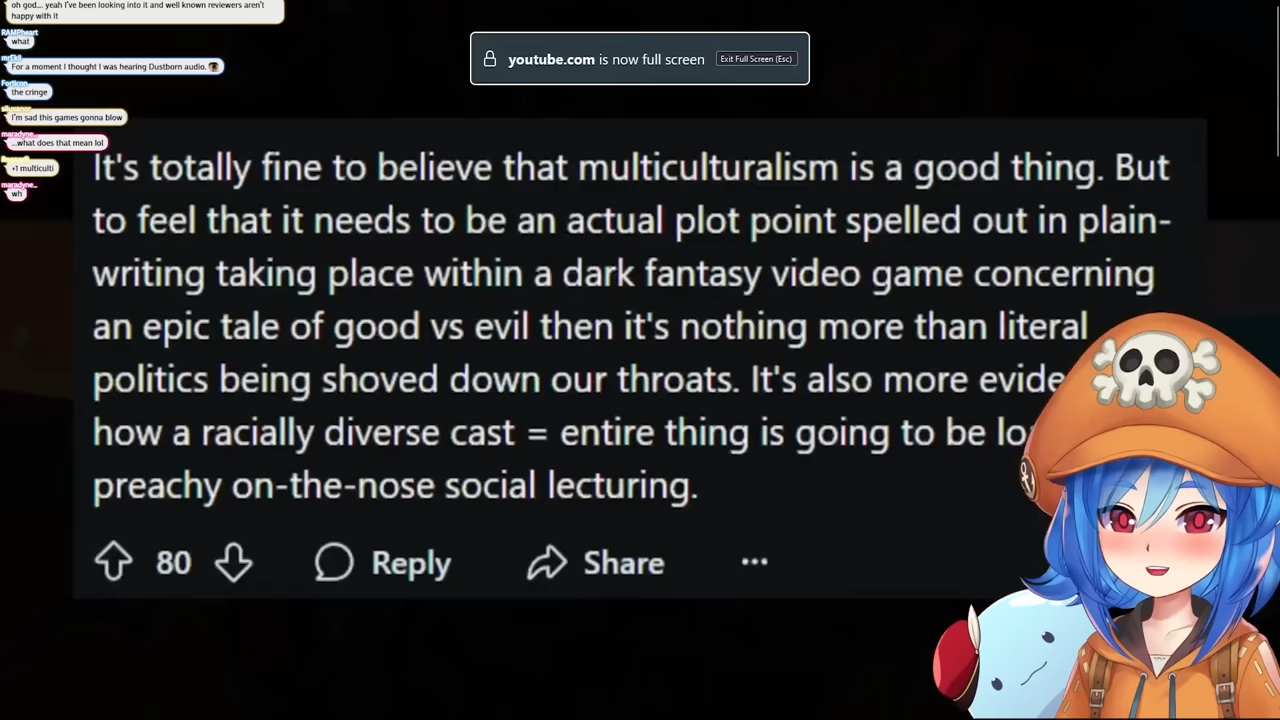 oh god.... yeah I've been looking into it and well known reviewers aren't
happy with it
RAMPheart
what
For a moment I thought I was hearing Dustborn audio.
Forticon
the cringe
I'm sad this games gonna blow
maradyne..
...what does that mean lol
+1 multiculti
maradyne..
wh
youtube.com is now full screen
Exit Full Screen (Esc)
It's totally fine to believe that multiculturalism is a good thing. But
to feel that it needs to be an actual plot point spelled out in plain-
writing taking place within a dark fantasy video game concerning
an epic tale of good vs evil then it's nothing more than literal
politics being shoved down our throats. It's also more evide
how a racially diverse cast = entire thing is going to be lo
preachy on-the-nose social lecturing.
80
Reply
Share